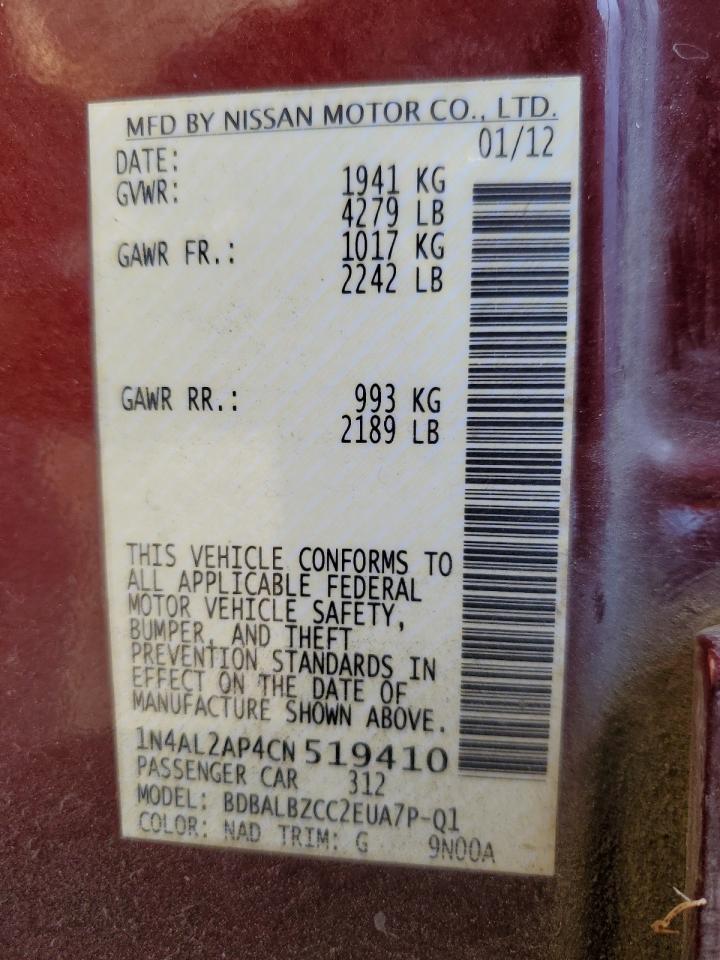 MFD BY NISSAN MOTOR CO., LTD.
DATE: 01/12
GVWR: 1941 KG
4279 LB
GAWR FR.: 1017 KG
2242 LB
GAWR RR.: 993 KG
2189 LB
THIS VEHICLE CONFORMS TO
ALL APPLICABLE FEDERAL
MOTOR VEHICLE SAFETY,
BUMPER, AND THEFT
PREVENTION STANDARDS IN
EFFECT ON THE DATE OF
MANUFACTURE SHOWN ABOVE.
1N4AL2AP4CN 519410
PASSENGER CAR 312
MODEL: BDBALBZCC2EUA7P-Q1
COLOR: NAD TRIM: G 9N00A